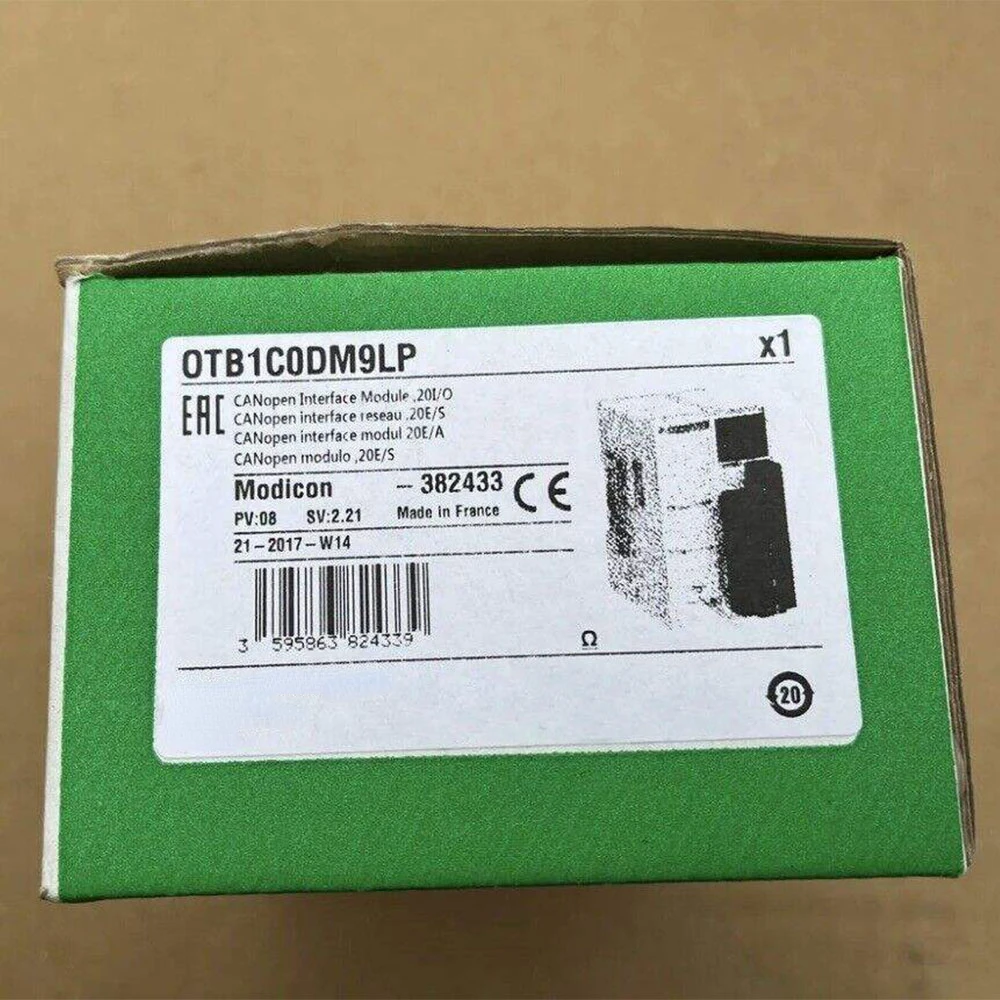 OTB1C0DM9LP x1
EAC
CANopen Interface Module ,20I/O
CANopen interface reseau ,20E/S
CANopen interface modul 20E/A
CANopen modulo ,20E/S
Modicon -- 382433 CE
PV:08 SV:2.21 Made in France
21-2017-W14
3 595863 824339
Ω
20